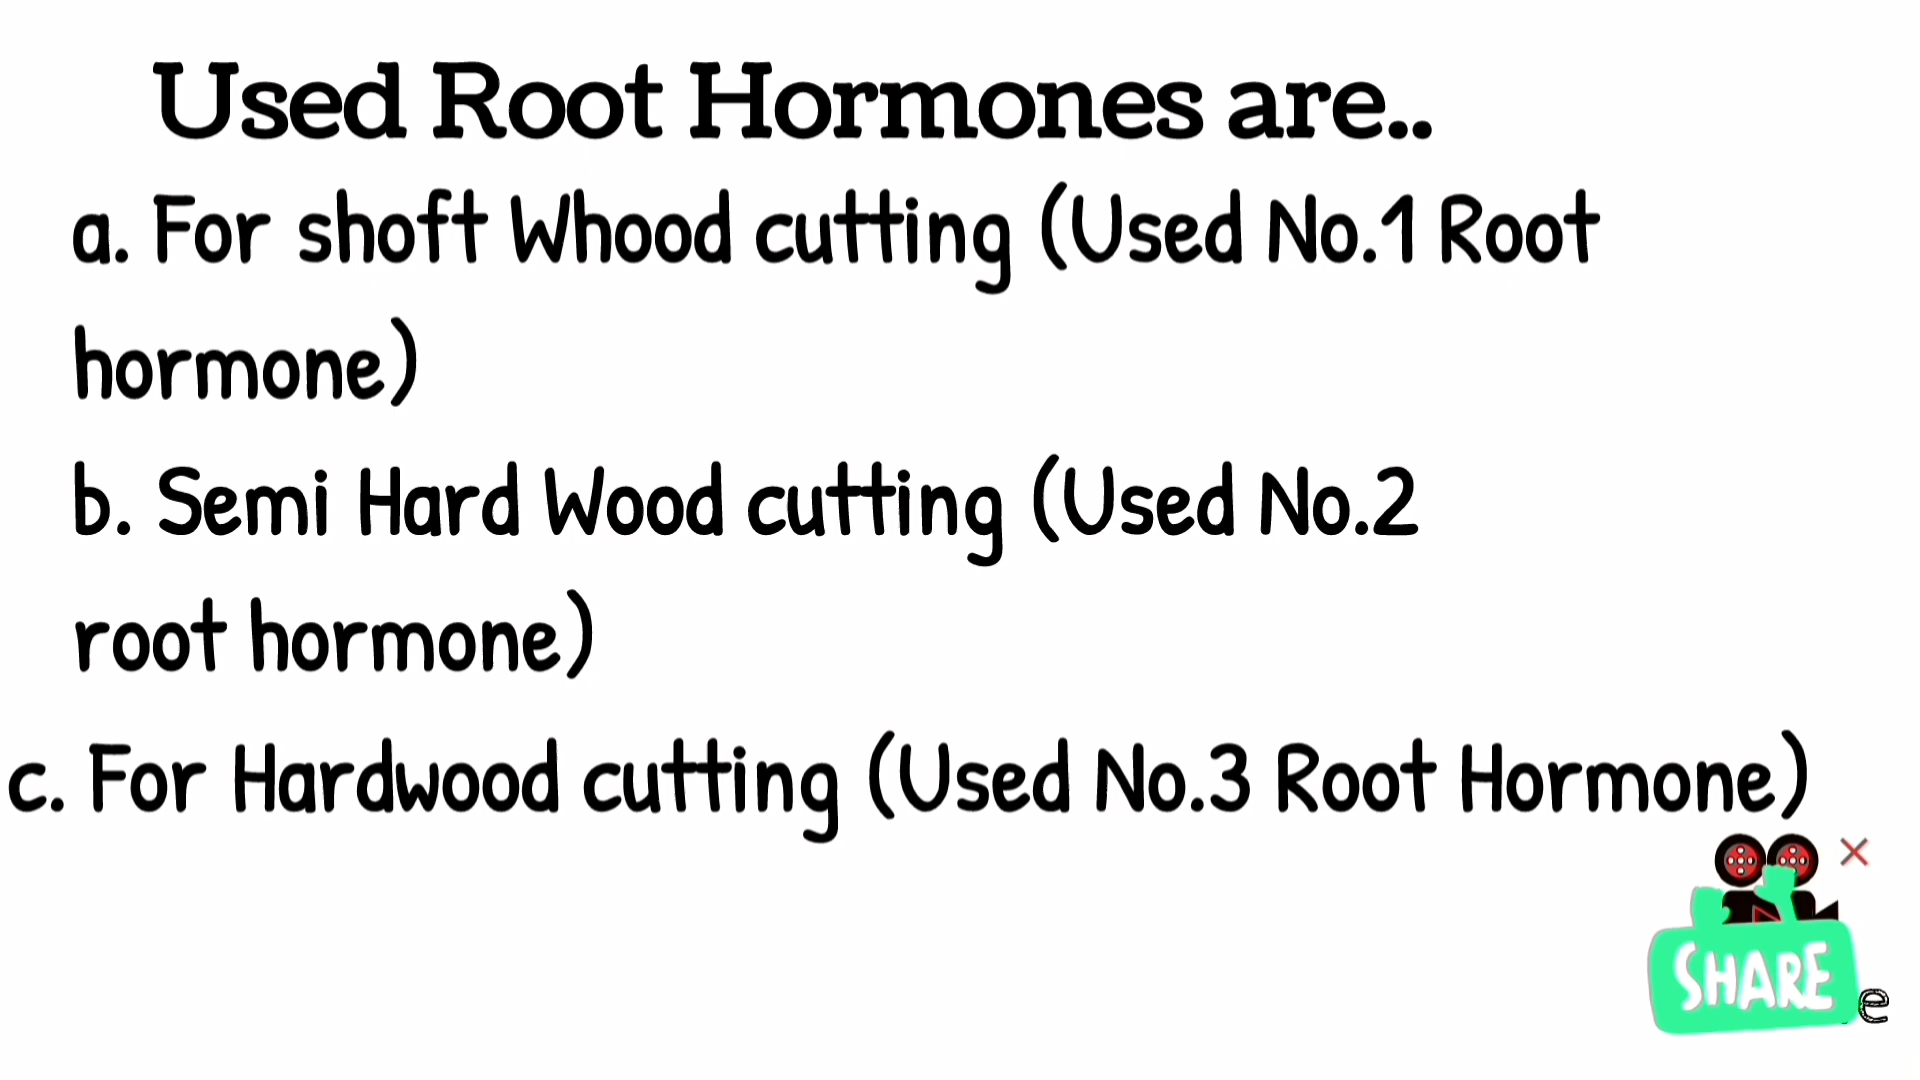 Used Root Hormones are..
a. For shoft Whood cutting (Used No.1 Root
hormone)
b. Semi Hard Wood cutting (Used No.2
root hormone)
c. For Hardwood cutting (Used No.3 Root Hormone)
SHARE